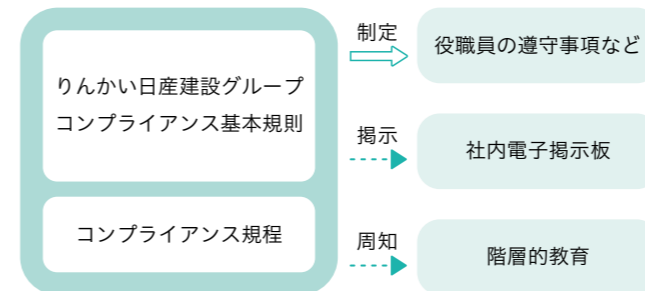 りんかい日産建設グループ
コンプライアンス基本規則
コンプライアンス規程
制定
役職員の遵守事項など
掲示
社内電子掲示板
周知
階層的教育